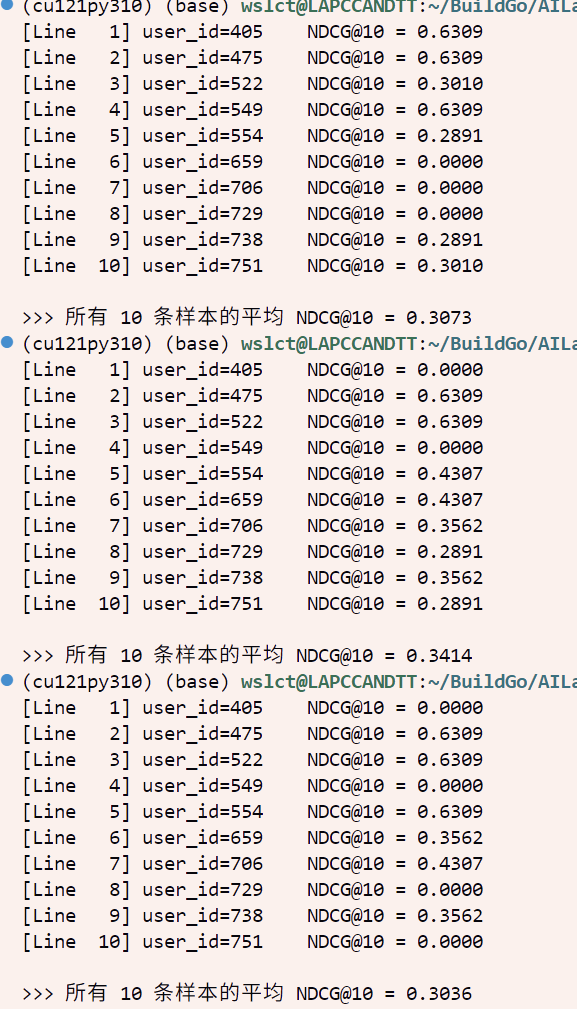 (cu121py310) (base) wslct@LAPCCANDTT:~/BuildGo/AILa
[Line   1] user_id=405    NDCG@10 = 0.6309
[Line   2] user_id=475    NDCG@10 = 0.6309
[Line   3] user_id=522    NDCG@10 = 0.3010
[Line   4] user_id=549    NDCG@10 = 0.6309
[Line   5] user_id=554    NDCG@10 = 0.2891
[Line   6] user_id=659    NDCG@10 = 0.0000
[Line   7] user_id=706    NDCG@10 = 0.0000
[Line   8] user_id=729    NDCG@10 = 0.0000
[Line   9] user_id=738    NDCG@10 = 0.2891
[Line  10] user_id=751    NDCG@10 = 0.3010
>>> 所有 10 条样本的平均 NDCG@10 = 0.3073
(cu121py310) (base) wslct@LAPCCANDTT:~/BuildGo/AILa
[Line   1] user_id=405    NDCG@10 = 0.0000
[Line   2] user_id=475    NDCG@10 = 0.6309
[Line   3] user_id=522    NDCG@10 = 0.6309
[Line   4] user_id=549    NDCG@10 = 0.0000
[Line   5] user_id=554    NDCG@10 = 0.4307
[Line   6] user_id=659    NDCG@10 = 0.4307
[Line   7] user_id=706    NDCG@10 = 0.3562
[Line   8] user_id=729    NDCG@10 = 0.2891
[Line   9] user_id=738    NDCG@10 = 0.3562
[Line  10] user_id=751    NDCG@10 = 0.2891
>>> 所有 10 条样本的平均 NDCG@10 = 0.3414
(cu121py310) (base) wslct@LAPCCANDTT:~/BuildGo/AILa
[Line   1] user_id=405    NDCG@10 = 0.0000
[Line   2] user_id=475    NDCG@10 = 0.6309
[Line   3] user_id=522    NDCG@10 = 0.6309
[Line   4] user_id=549    NDCG@10 = 0.0000
[Line   5] user_id=554    NDCG@10 = 0.6309
[Line   6] user_id=659    NDCG@10 = 0.3562
[Line   7] user_id=706    NDCG@10 = 0.4307
[Line   8] user_id=729    NDCG@10 = 0.0000
[Line   9] user_id=738    NDCG@10 = 0.3562
[Line  10] user_id=751    NDCG@10 = 0.0000
>>> 所有 10 条样本的平均 NDCG@10 = 0.3036